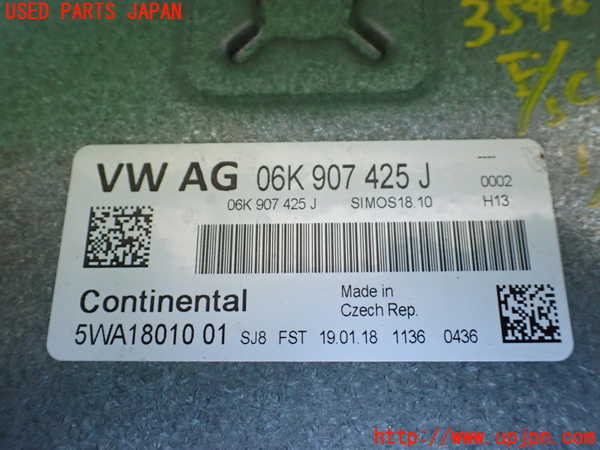 USED PARTS JAPAN
VW AG 06K 907 425 J
----
0002
06K 907 425 J SIMOS18.10 H13
Continental
Made in
Czech Rep.
5WA18010 01 SJ8 FST 19.01.18 1136 0436
http://www.upjpn.com